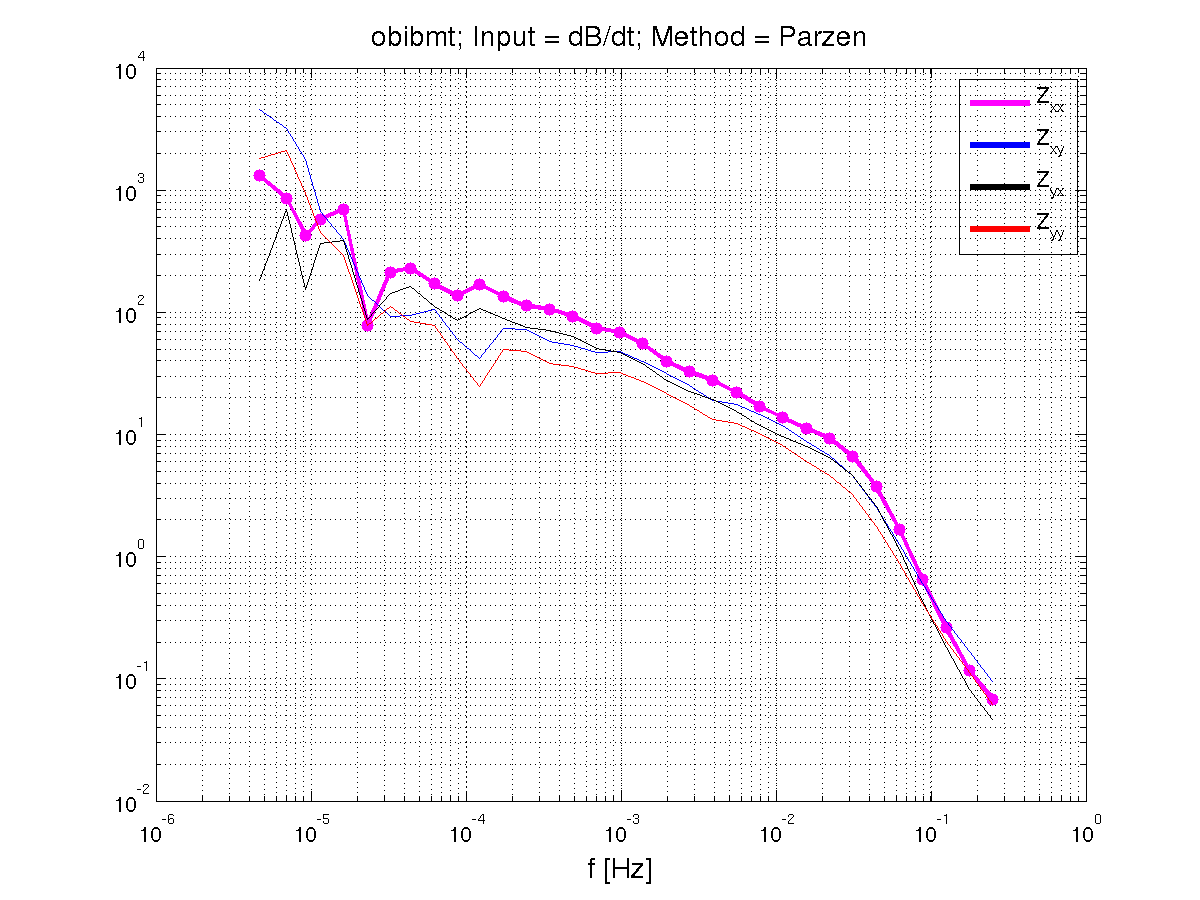 obibmt; Input = dB/dt; Method = Parzen
10^4
10^3
10^2
10^1
10^0
10^-1
10^-2
Z_xx
Z_xy
Z_yx
Z_yy
10^-6 10^-5 10^-4 10^-3 10^-2 10^-1 10^0
f [Hz]